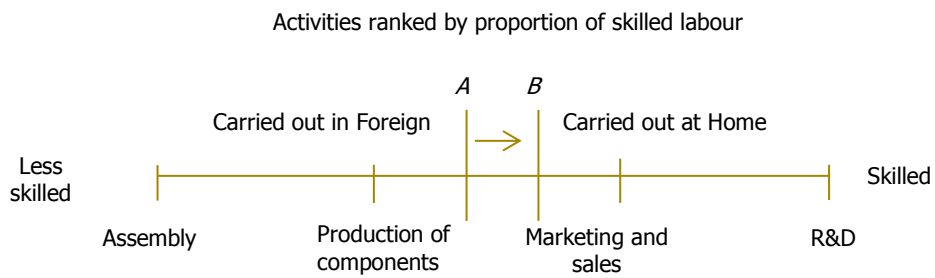 Activities ranked by proportion of skilled labour
A B
Carried out in Foreign Carried out at Home
Less
skilled
Skilled
Assembly
Production of
components
Marketing and
sales
R&D